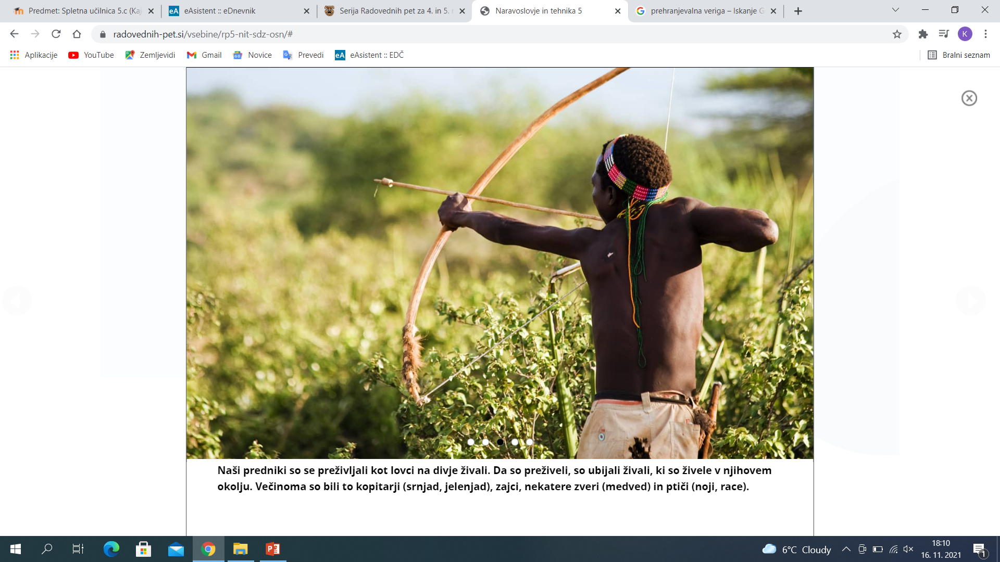 Predmet: Spletna učilnica 5.c (Kaj
eAsistent :: eDnevnik
Serija Radovednih pet za 4. in 5.
Naravoslovje in tehnika 5
prehranjevalna veriga – Iskanje G
radovednih-pet.si/vsebine/rp5-nit-sdz-osn/#
K
Aplikacije
YouTube
Zemljevidi
Gmail
Novice
Prevedi
eA
eAsistent :: EDČ
Bralni seznam
Naši predniki so se preživljali kot lovci na divje živali. Da so preživeli, so ubijali živali, ki so živele v njihovem
okolju. Večinoma so bili to kopitarji (srnjad, jelenjad), zajci, nekatere zveri (medved) in ptiči (noji, race).
6°C Cloudy
18:10
16. 11. 2021
1